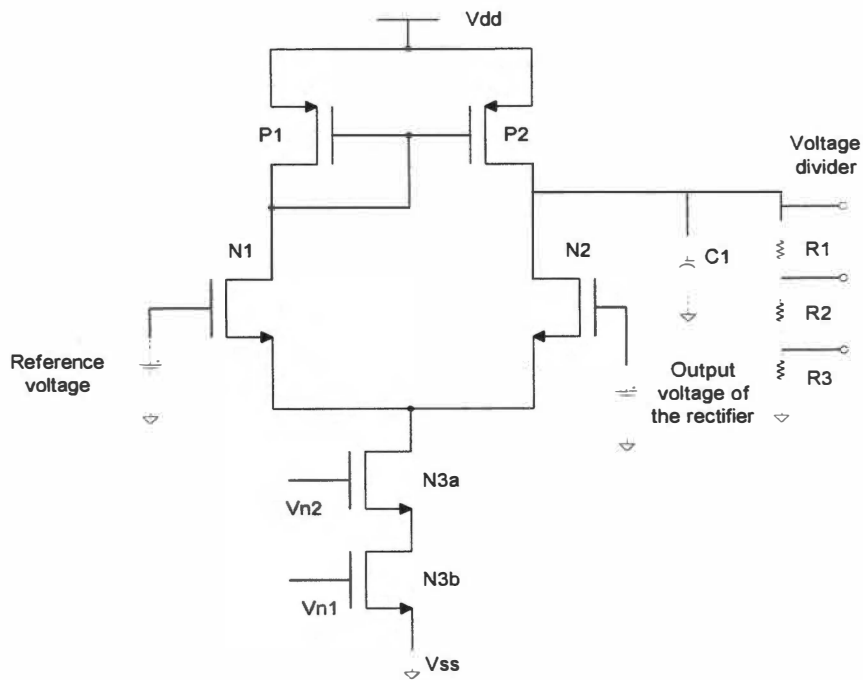 Vdd
P1
P2
Voltage
divider
N1
N2
C1
R1
R2
R3
Reference
voltage
Output
voltage of
the rectifier
N3a
Vn2
N3b
Vn1
Vss